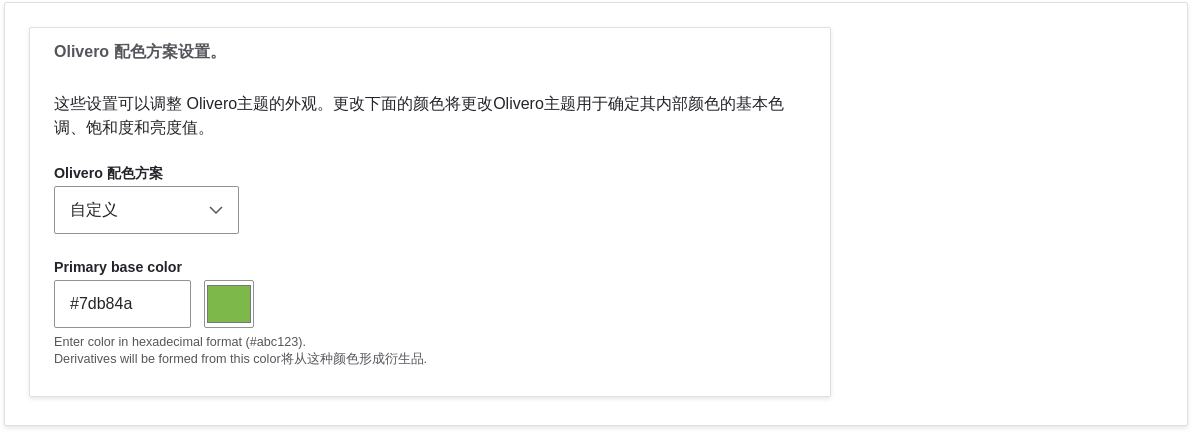 Olivero 配色方案设置。
这些设置可以调整 Olivero主题的外观。更改下面的颜色将更改Olivero主题用于确定其内部颜色的基本色
调、饱和度和亮度值。
Olivero 配色方案
自定义
Primary base color
#7db84a
Enter color in hexadecimal format (#abc123).
Derivatives will be formed from this color将从这种颜色形成衍生品.